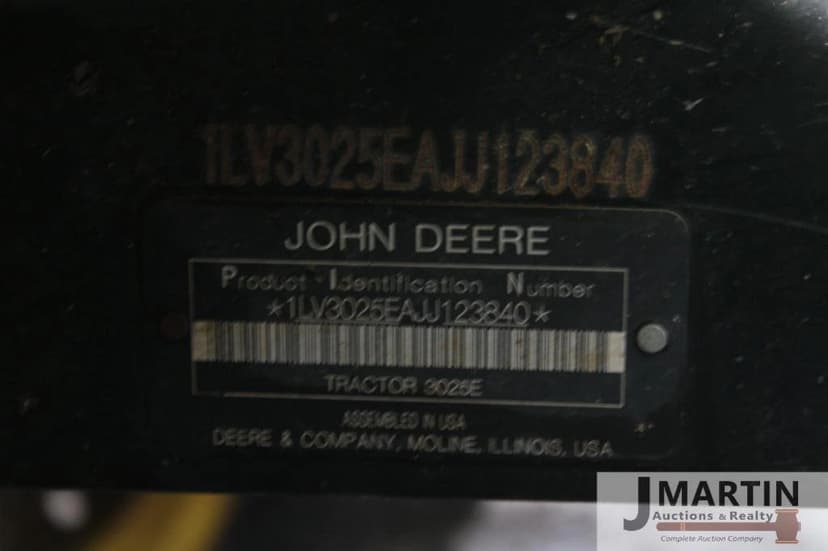 1LV3025EAJJ123840
JOHN DEERE
Product Identification Number
*1LV3025EAJJ123840*
TRACTOR 3025E
ASSEMBLED IN USA
DEERE & COMPANY, MOLINE, ILLINOIS, USA
J MARTIN
Auctions & Realty
Complete Auction Company